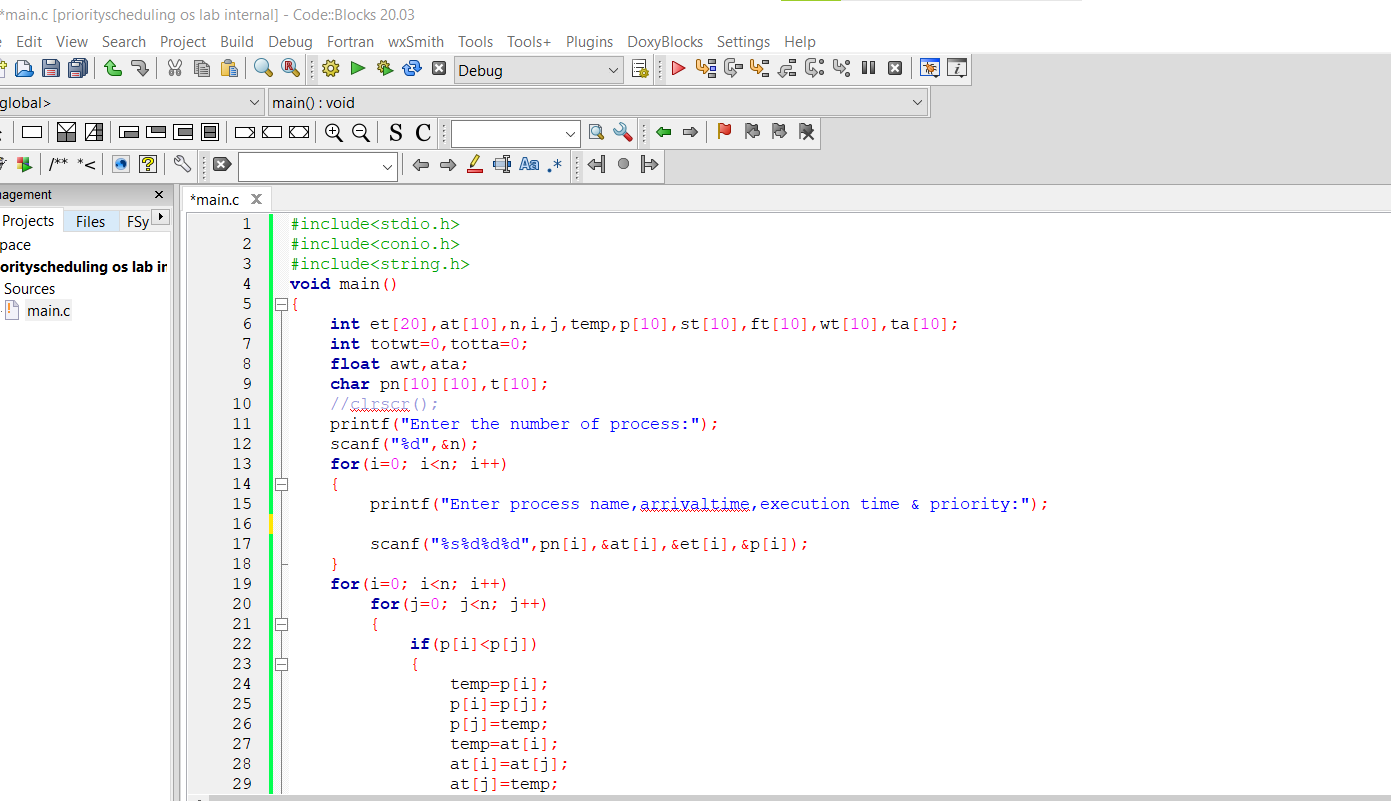 *main.c [priorityscheduling os lab internal] - Code::Blocks 20.03
Edit View Search Project Build Debug Fortran wxSmith Tools Tools+ Plugins DoxyBlocks Settings Help
Debug
global> main() : void
S C
/** *<
Aa .*
nagement
*main.c
Projects Files FSy
pace
oriityscheduling os lab ir
Sources
main.c
1 #include<stdio.h>
2 #include<conio.h>
3 #include<string.h>
4 void main()
5 {
6 int et[20],at[10],n,i,j,temp,p[10],st[10],ft[10],wt[10],ta[10];
7 int totwt=0,totta=0;
8 float awt,ata;
9 char pn[10][10],t[10];
10 //clrscr();
11 printf("Enter the number of process:");
12 scanf("%d",&n);
13 for(i=0; i<n; i++)
14 {
15 printf("Enter process name,arrivaltime,execution time & priority:");
16
17 scanf("%s%d%d%d",pn[i],&at[i],&et[i],&p[i]);
18 }
19 for(i=0; i<n; i++)
20 for(j=0; j<n; j++)
21 {
22 if(p[i]<p[j])
23 {
24 temp=p[i];
25 p[i]=p[j];
26 p[j]=temp;
27 temp=at[i];
28 at[i]=at[j];
29 at[j]=temp;